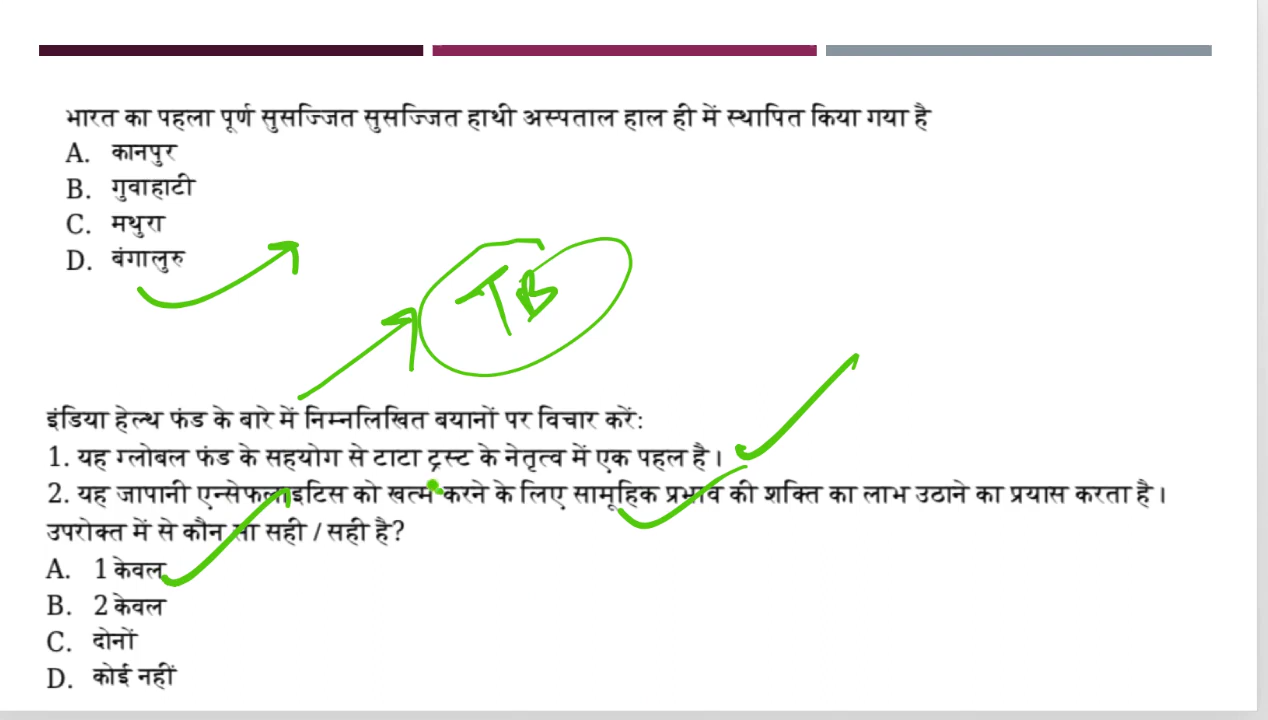 भारत का पहला पूर्ण सुसज्जित सुसज्जित हाथी अस्पताल हाल ही में स्थापित किया गया है
A. कानपुर
B. गुवाहाटी
C. मथुरा
D. बंगालुरु
TB
इंडिया हेल्थ फंड के बारे में निम्नलिखित बयानों पर विचार करें:
1. यह ग्लोबल फंड के सहयोग से टाटा ट्रस्ट के नेतृत्व में एक पहल है।
2. यह जापानी एन्सेफलाइटिस को खत्म करने के लिए सामूहिक प्रभाव की शक्ति का लाभ उठाने का प्रयास करता है।
उपरोक्त में से कौन सा सही / सही है?
A. 1 केवल
B. 2 केवल
C. दोनों
D. कोई नहीं